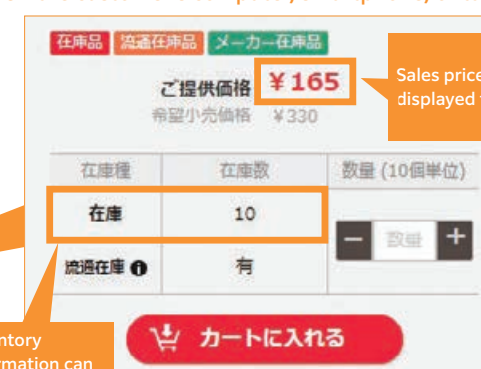 在庫品 流通在庫品 メーカー在庫品
ご提供価格 ¥165
希望小売価格 ¥330
Sales price
displayed
在庫種 在庫数 数量 (10個単位)
在庫 10
流通在庫 有
− 数量 +
カートに入れる